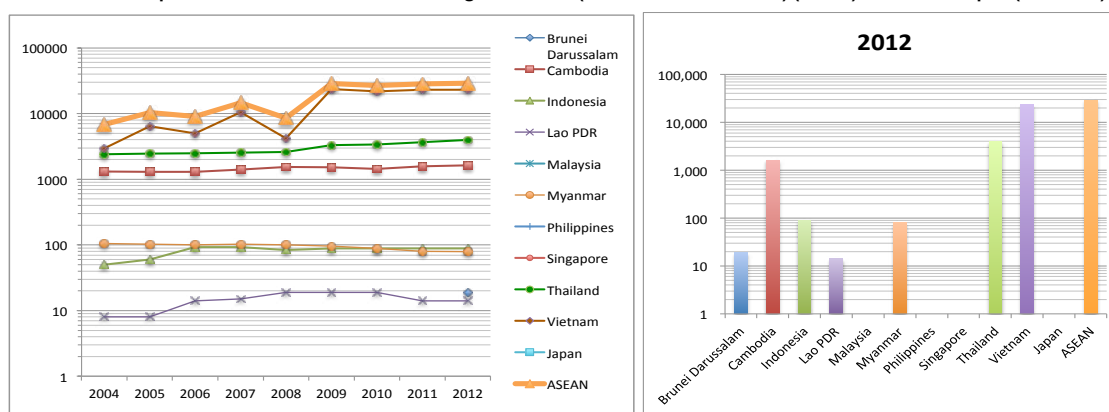 100000
10000
1000
100
10
1
2004 2005 2006 2007 2008 2009 2010 2011 2012
Brunei
Darussalam
Cambodia
Indonesia
Lao PDR
Malaysia
Myanmar
Philippines
Singapore
Thailand
Vietnam
Japan
ASEAN
2012
100,000
10,000
1,000
100
10
1
Brunei Darussalam
Cambodia
Indonesia
Lao PDR
Malaysia
Myanmar
Philippines
Singapore
Thailand
Vietnam
Japan
ASEAN